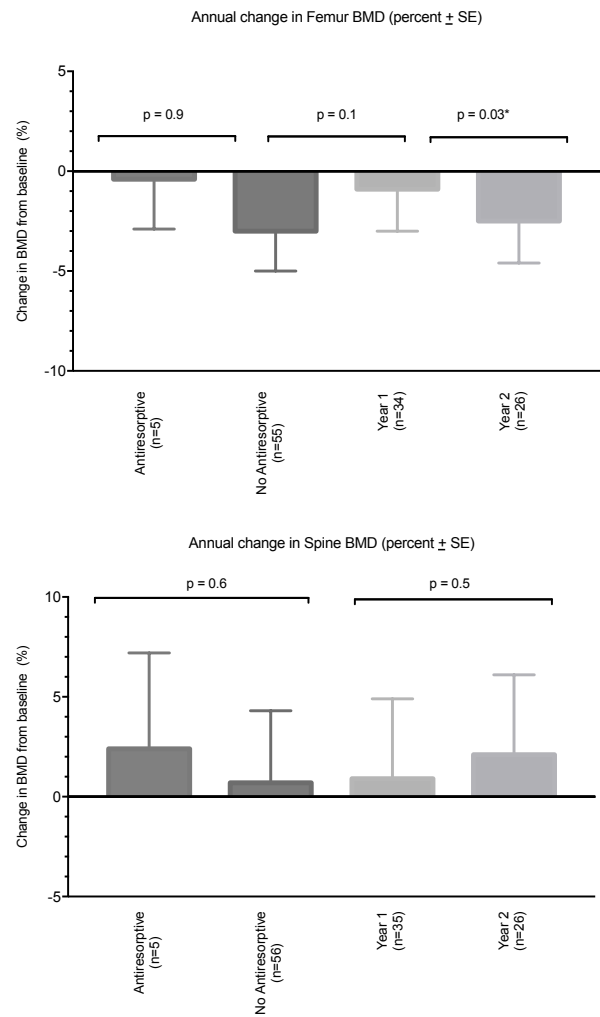 Annual change in Femur BMD (percent ± SE)
Change in BMD from baseline (%)
5
0
-5
-10
p = 0.9
p = 0.1
p = 0.03*
Antiresorptive
(n=5)
No Antiresorptive
(n=55)
Year 1
(n=34)
Year 2
(n=26)
Annual change in Spine BMD (percent ± SE)
Change in BMD from baseline (%)
10
5
0
-5
p = 0.6
p = 0.5
Antiresorptive
(n=5)
No Antiresorptive
(n=56)
Year 1
(n=35)
Year 2
(n=26)